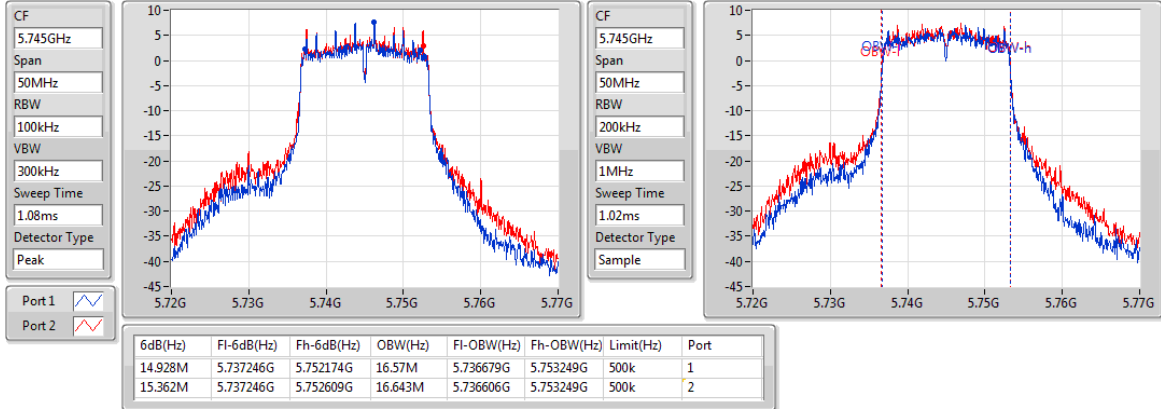 CF
5.745GHz
Span
50MHz
RBW
100kHz
VBW
300kHz
Sweep Time
1.08ms
Detector Type
Peak
Port 1
Port 2
10
5
0
-5
-10
-15
-20
-25
-30
-35
-40
-45
5.72G 5.73G 5.74G 5.75G 5.76G 5.77G
CF
5.745GHz
Span
50MHz
RBW
200kHz
VBW
1MHz
Sweep Time
1.02ms
Detector Type
Sample
10
5
0
-5
-10
-15
-20
-25
-30
-35
-40
-45
OBW-l OBW-h
5.72G 5.73G 5.74G 5.75G 5.76G 5.77G
6dB(Hz) Fl-6dB(Hz) Fh-6dB(Hz) OBW(Hz) Fl-OBW(Hz) Fh-OBW(Hz) Limit(Hz) Port
14.928M 5.737246G 5.752174G 16.57M 5.736679G 5.753249G 500k 1
15.362M 5.737246G 5.752609G 16.643M 5.736606G 5.753249G 500k 2